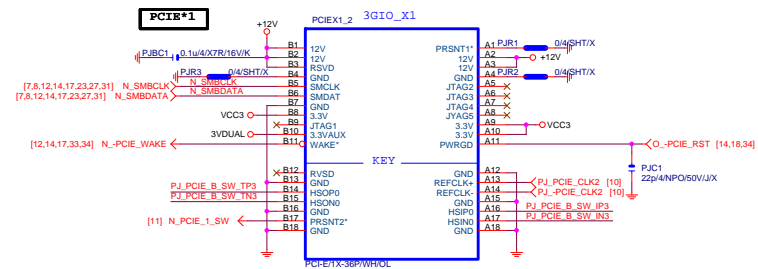 PCIE*1
PCIEX1_2 3GIO_X1
+12V
PJBC1 0.1u/4/X7R/16V/K
B1 12V PRSNT1* A1 PJR1 0/4/SHT/X
B2 12V 12V A2 +12V
B3 RSVD 12V A3
PJR3 0/4/SHT/X B4 GND GND A4 PJR2 0/4/SHT/X
[7,8,12,14,17,23,27,31] N_SMBCLK N_SMBCLK B5 SMCLK JTAG2 A5
[7,8,12,14,17,23,27,31] N_SMBDATA N_SMBDATA B6 SMDAT JTAG3 A6
B7 GND JTAG4 A7
VCC3 B8 3.3V JYAG5 A8
B9 JTAG1 3.3V A9 VCC3
3VDUAL B10 3.3VAUX 3.3V A10
[12,14,17,33,34] N_-PCIE_WAKE B11 WAKE* PWRGD A11 O_-PCIE_RST [14,18,34]
KEY
PJC1
22p/4/NPO/50V/J/X
B12 RVSD GND A12
B13 GND REFCLK+ A13 PJ_PCIE_CLK2 [10]
PJ_PCIE_B_SW_TP3 B14 HSOP0 REFCLK- A14 PJ_-PCIE_CLK2 [10]
PJ_PCIE_B_SW_TN3 B15 HSON0 GND A15
B16 GND HSIP0 A16 PJ_PCIE_B_SW_IP3
[11] N_PCIE_1_SW B17 PRSNT2* HSIN0 A17 PJ_PCIE_B_SW_IN3
B18 GND GND A18
PCI-E/1X-36P/WH/OL